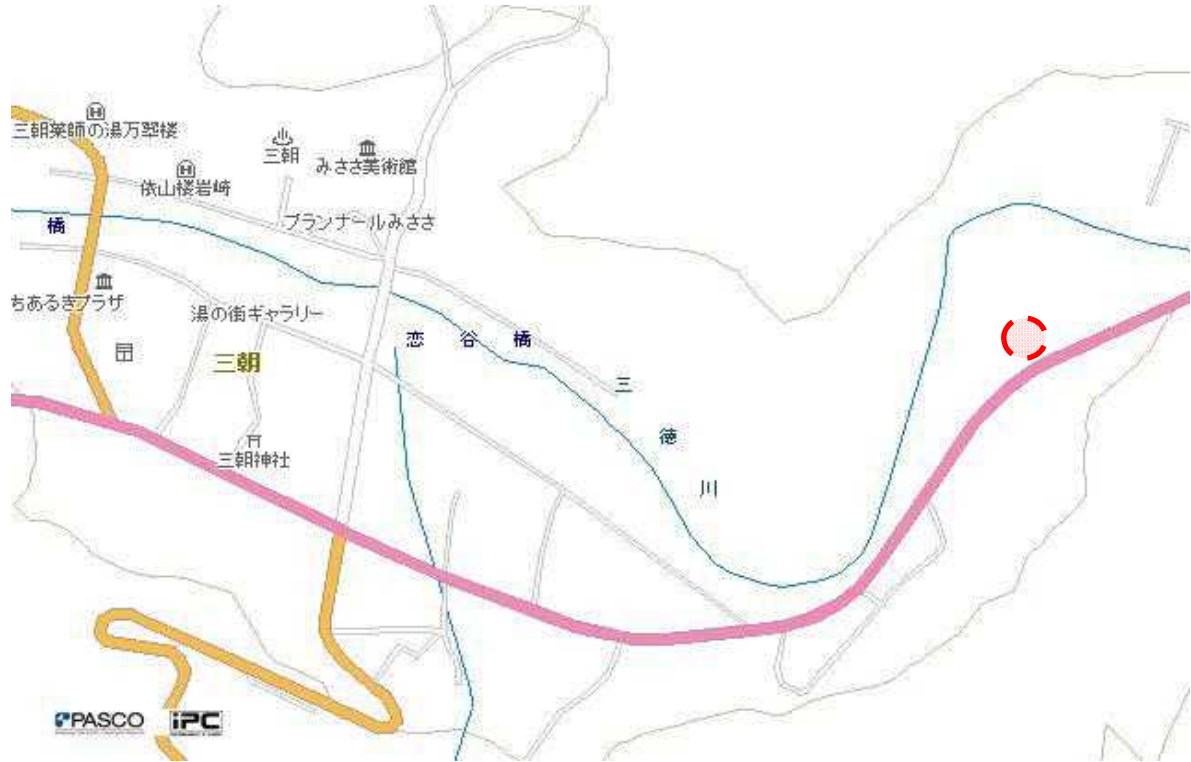 三朝薬師の湯万翆楼
三朝
みささ美術館
依山楼岩崎
ブランナールみささ
橋
ちあるきプラザ
湯の街ギャラリー
恋谷橋
三朝
三徳川
三朝神社
PASCO
iPC